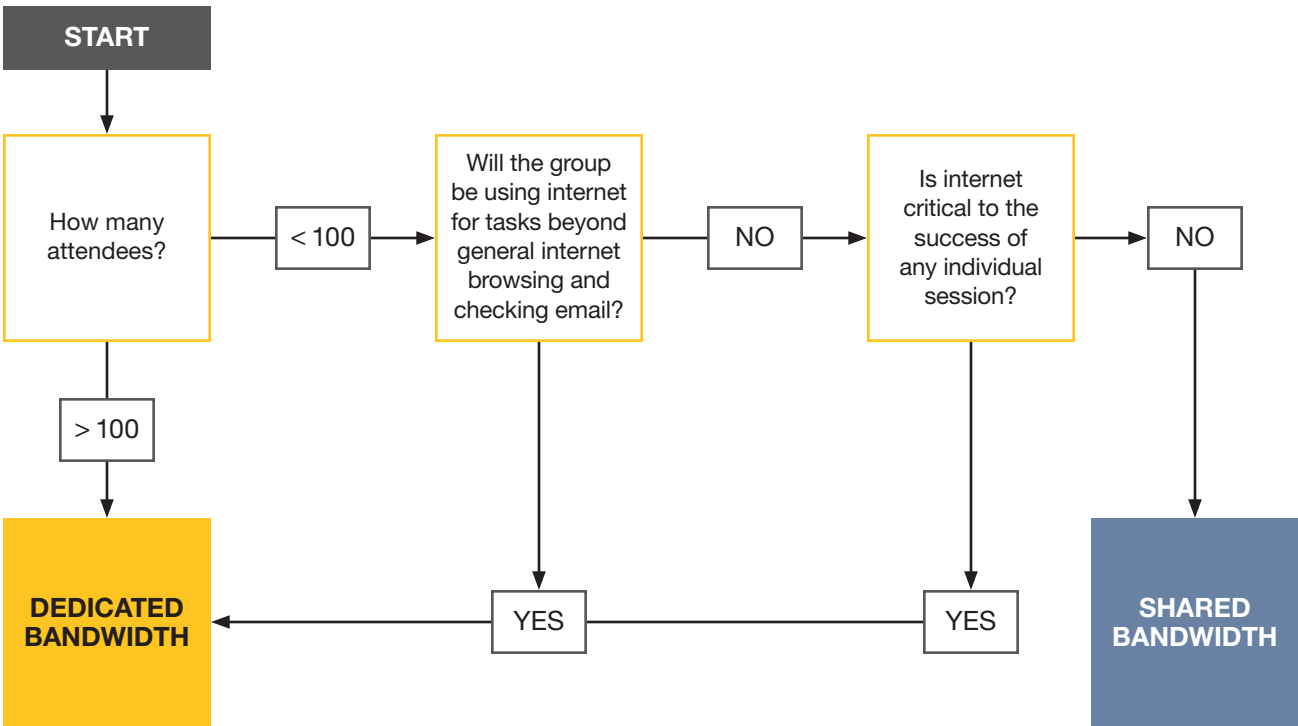 START
How many
attendees?
< 100
Will the group
be using internet
for tasks beyond
general internet
browsing and
checking email?
NO
Is internet
critical to the
success of
any individual
session?
NO
> 100
DEDICATED
BANDWIDTH
YES
YES
SHARED
BANDWIDTH